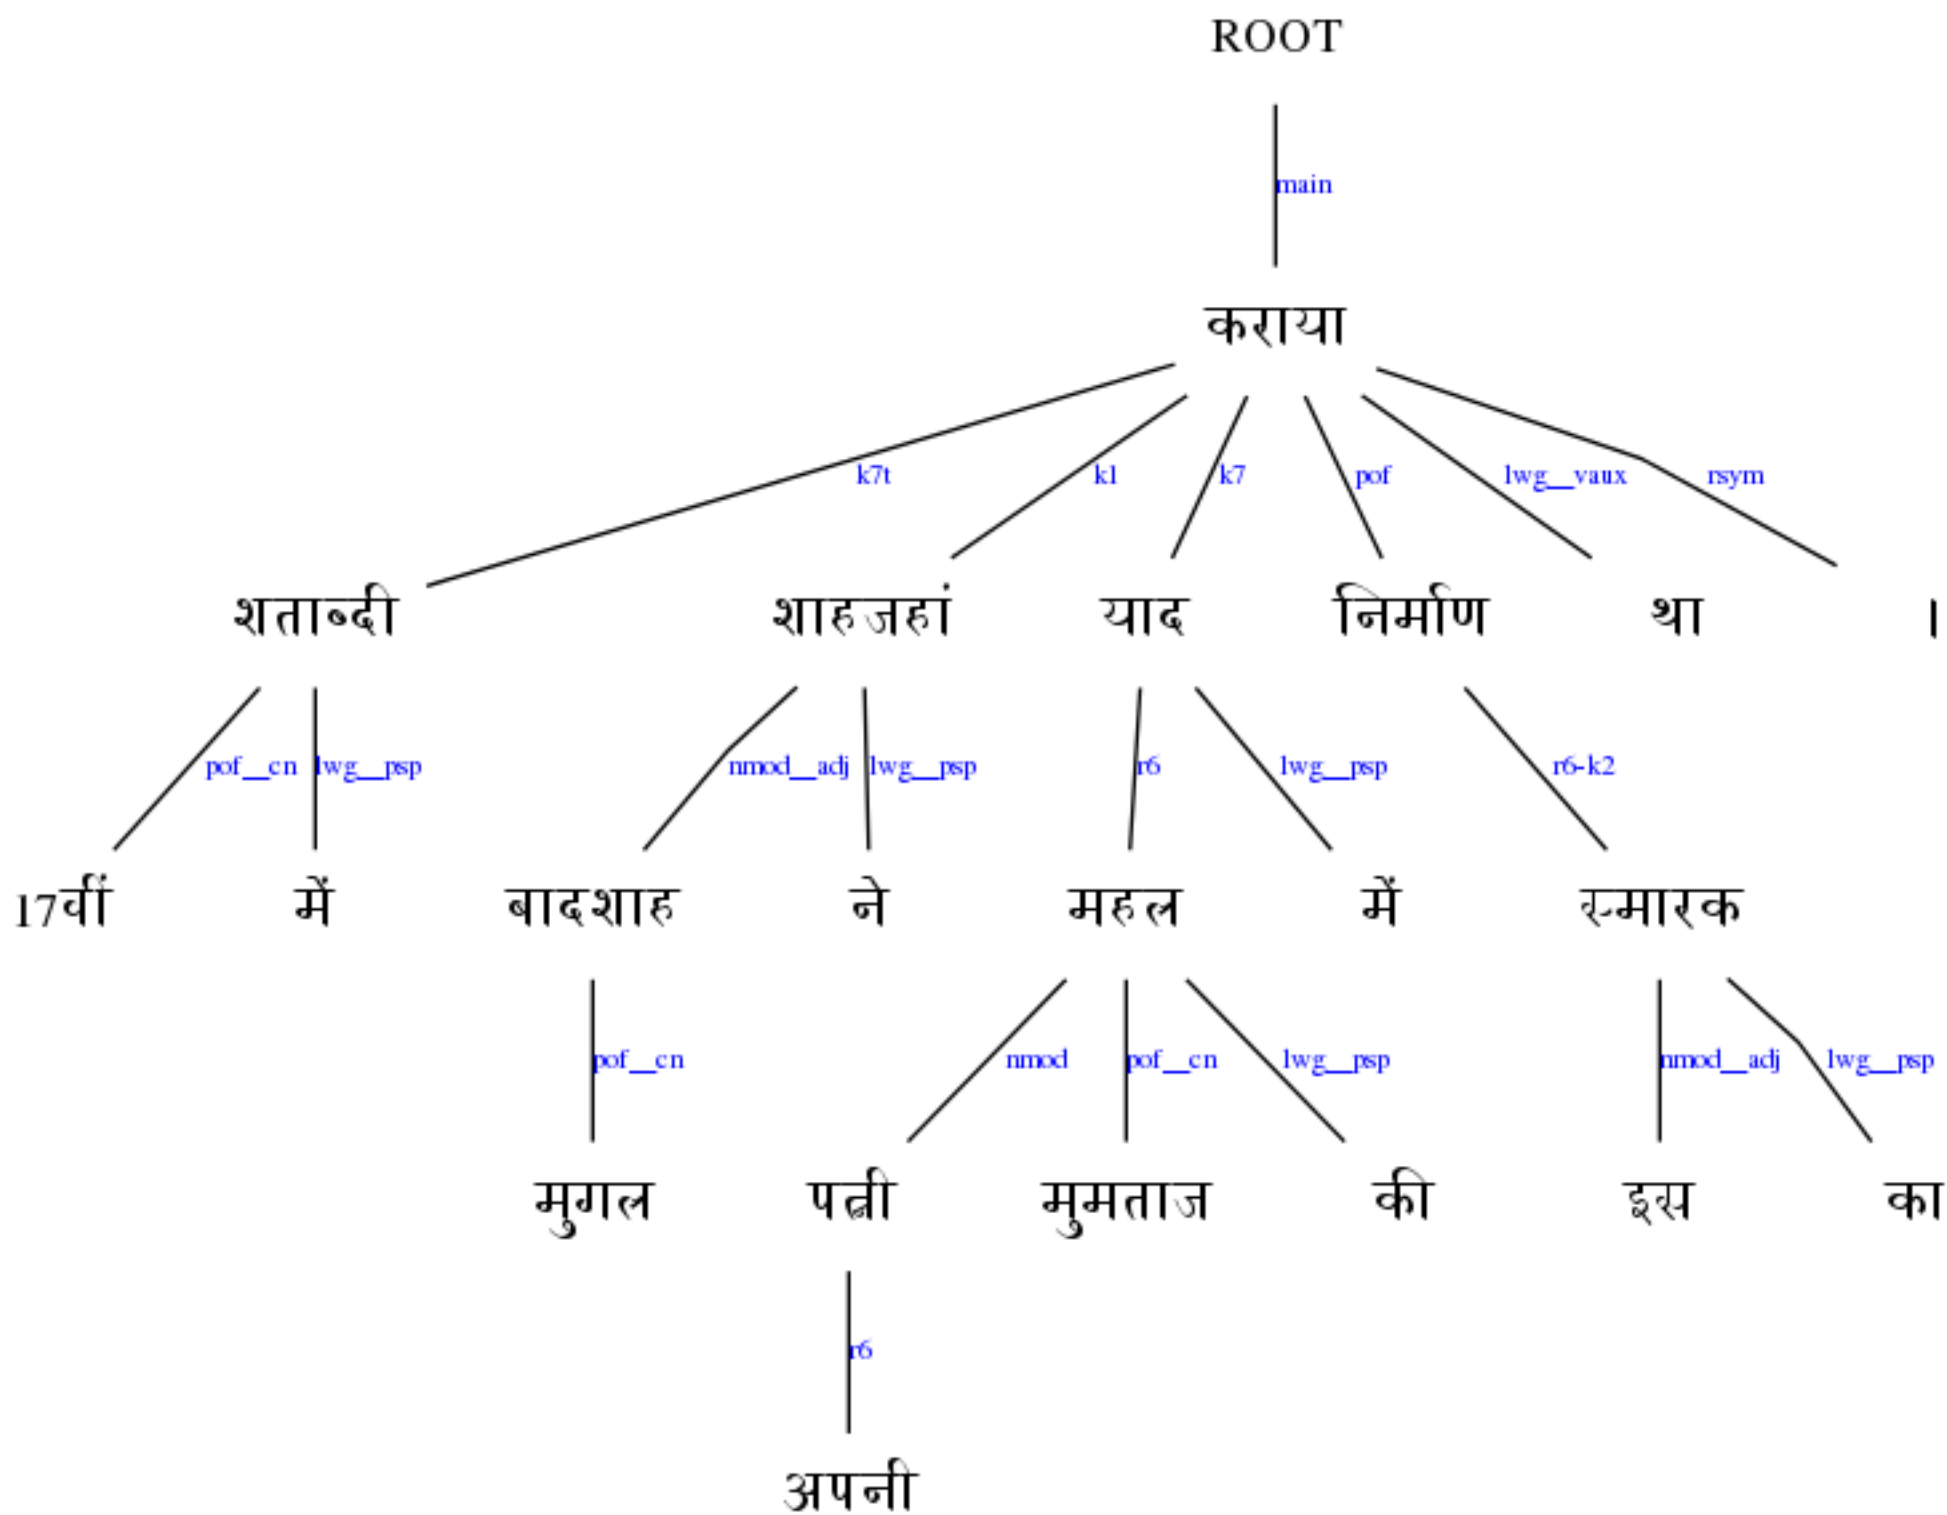 ROOT
main
कराया
k7t k1 k7 pof lwg__vaux rsym
शताब्दी शाहजहां याद निर्माण था ।
pof__cn lwg__psp nmod__adj lwg__psp r6 lwg__psp r6-k2
17वीं में बादशाह ने महल में स्मारक
pof__cn nmod pof__cn lwg__psp nmod__adj lwg__psp
मुगल पत्नी मुमताज की इस का
r6
अपनी